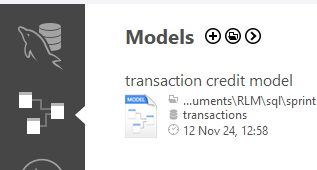 Models
transaction credit model
MODEL
...uments\RLM\sql\sprint
transactions
12 Nov 24, 12:58